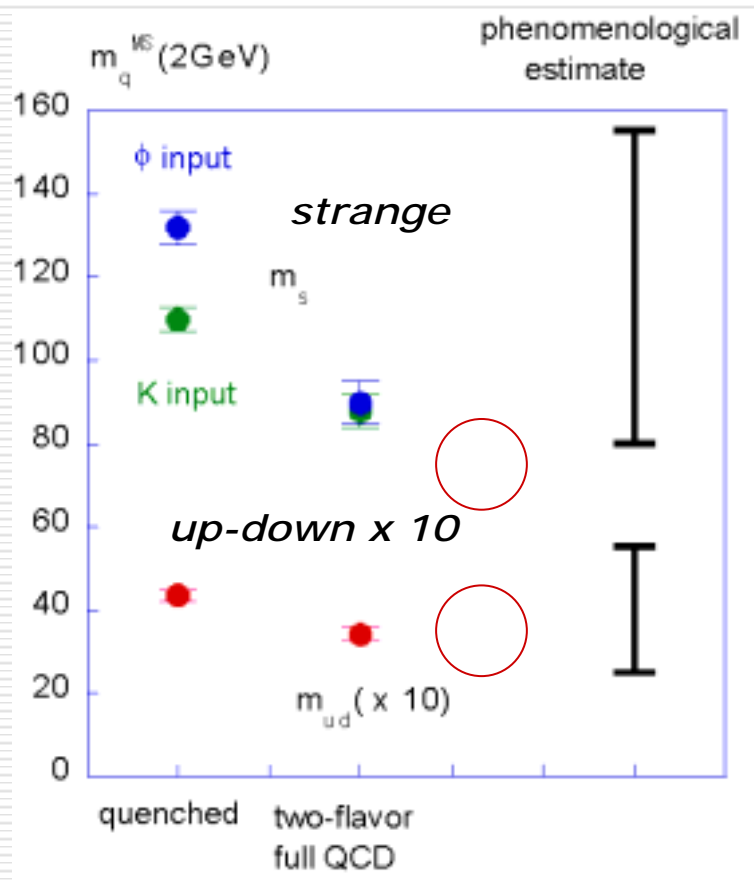 m_q^MS (2GeV)
phenomenological
estimate
160
140
120
100
80
60
40
20
0
φ input
strange
m_s
K input
up-down x 10
m_ud (x 10)
quenched
two-flavor
full QCD